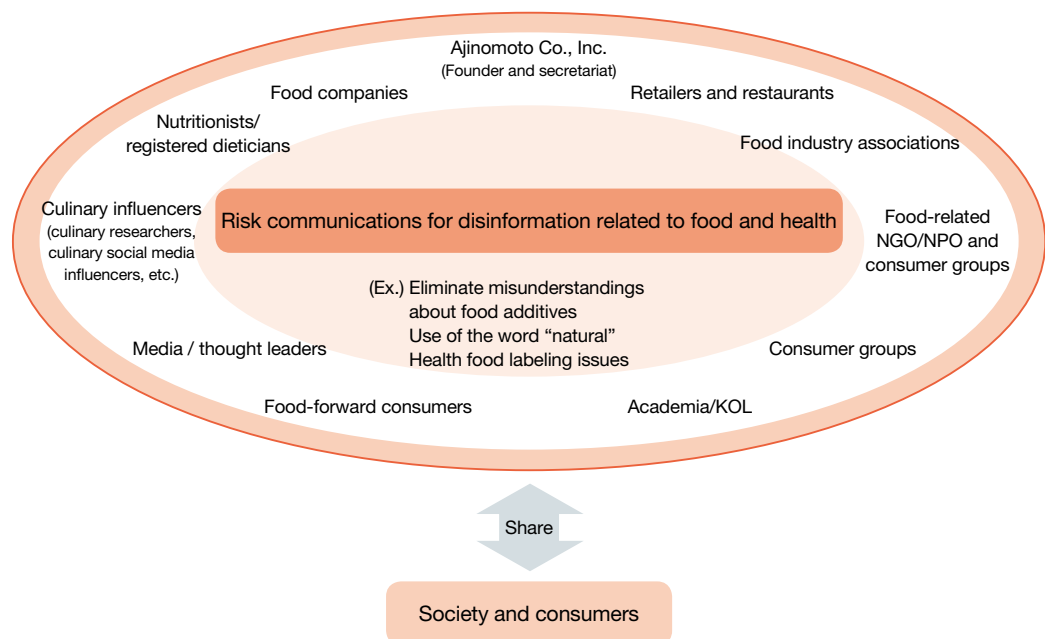 Ajinomoto Co., Inc.
(Founder and secretariat)
Food companies
Retailers and restaurants
Nutritionists/
registered dieticians
Food industry associations
Culinary influencers
(culinary researchers,
culinary social media
influencers, etc.)
Risk communications for disinformation related to food and health
Food-related
NGO/NPO and
consumer groups
(Ex.) Eliminate misunderstandings
about food additives
Use of the word “natural”
Health food labeling issues
Media / thought leaders
Consumer groups
Food-forward consumers
Academia/KOL
Share
Society and consumers